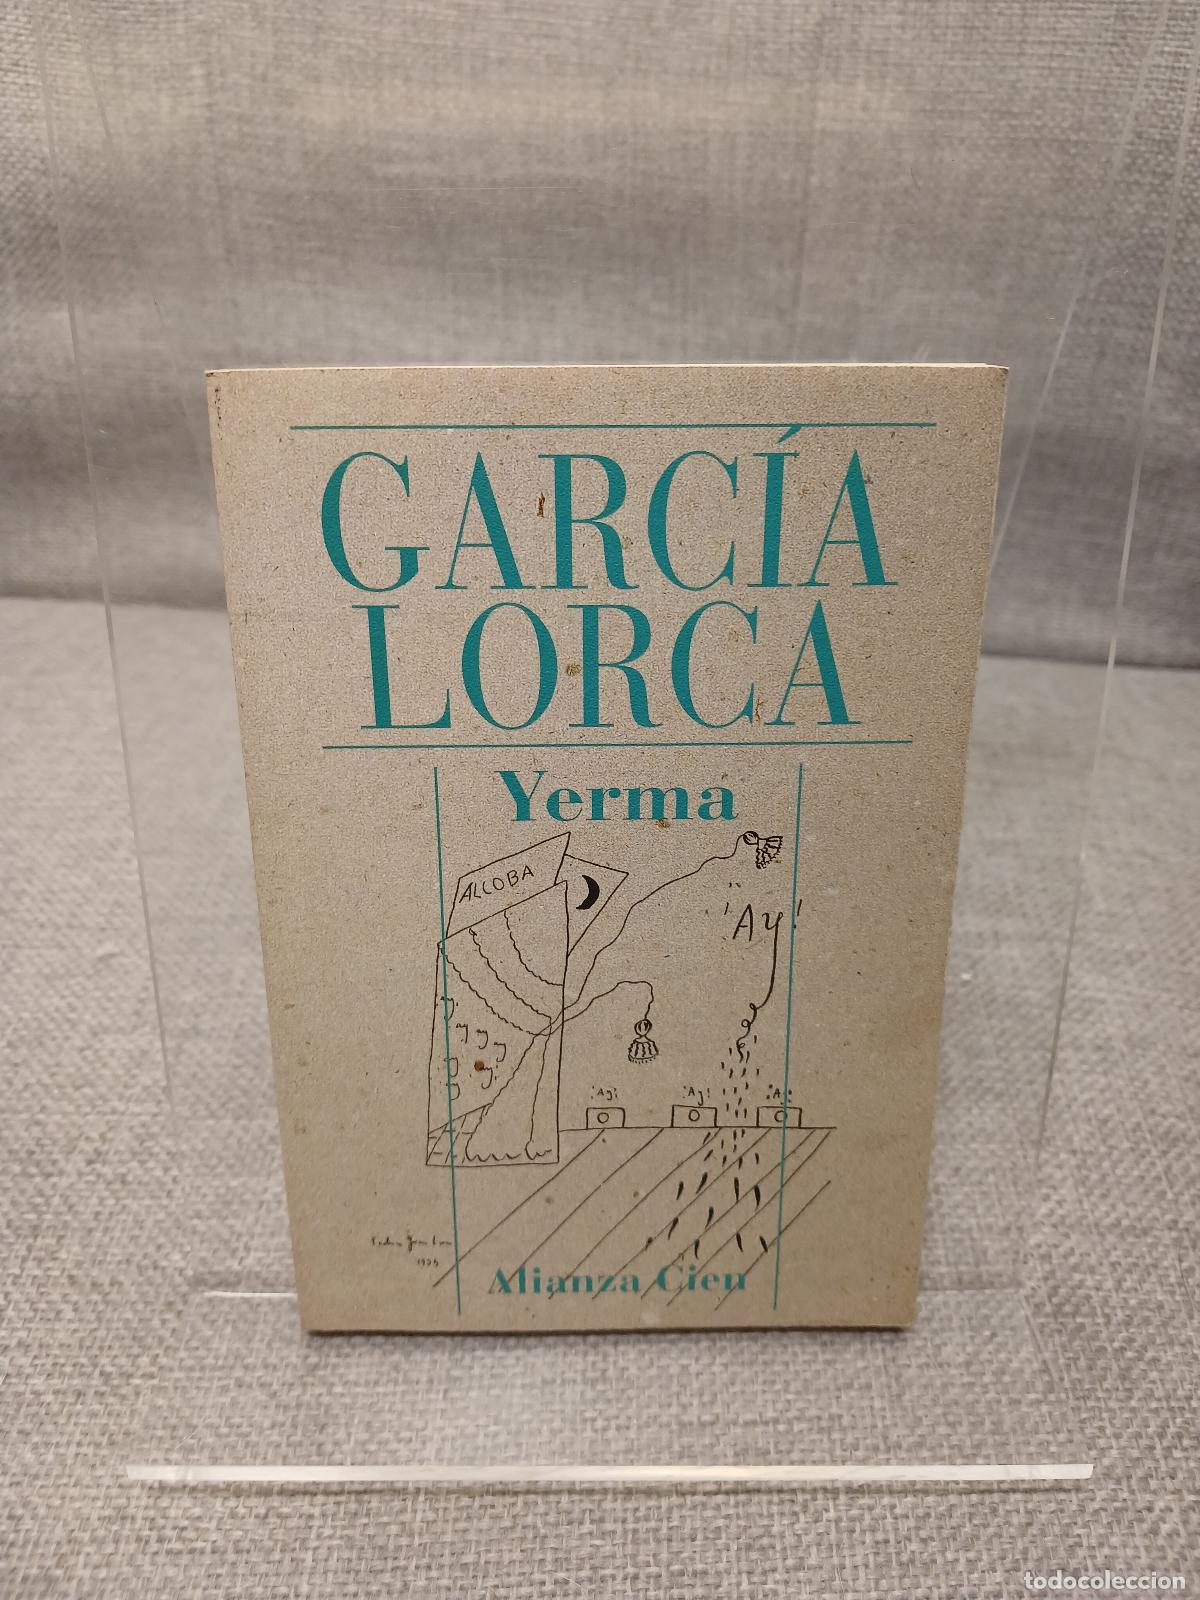 GARCÍA
LORCA
Yerma
ALCOBA
¡Ay!
¡Ay!
¡Ay!
¡Ay!
Alianza Cien
todocoleccion